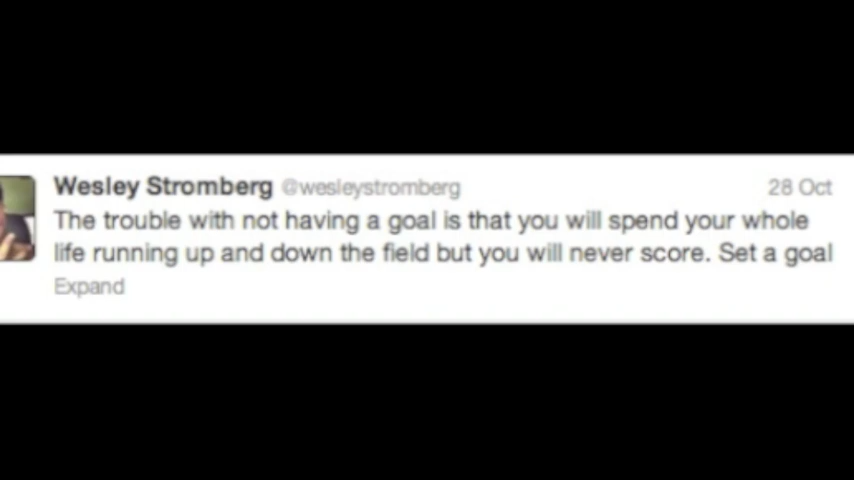 Wesley Stromberg @wesleystromberg 28 Oct
The trouble with not having a goal is that you will spend your whole
life running up and down the field but you will never score. Set a goal
Expand